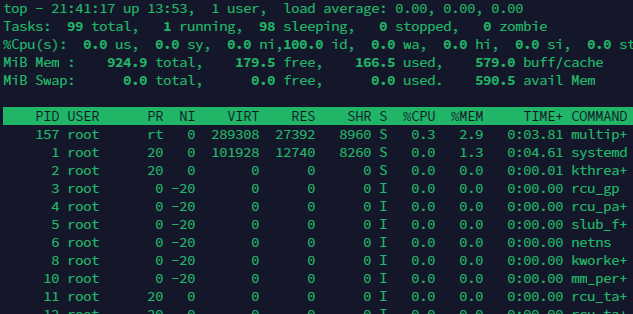 top - 21:41:17 up 13:53,  1 user,  load average: 0.00, 0.00, 0.00
Tasks:  99 total,   1 running,  98 sleeping,   0 stopped,   0 zombie
%Cpu(s):  0.0 us,  0.0 sy,  0.0 ni,100.0 id,  0.0 wa,  0.0 hi,  0.0 si,  0.0 st
MiB Mem :    924.9 total,    179.5 free,    166.5 used,    579.0 buff/cache
MiB Swap:      0.0 total,      0.0 free,      0.0 used.    590.5 avail Mem
PID USER      PR  NI    VIRT    RES    SHR S  %CPU  %MEM     TIME+ COMMAND
157 root      rt   0  289308  27392   8960 S   0.3   2.9   0:03.81 multip+
1 root      20   0  101928  12740   8260 S   0.0   1.3   0:04.61 systemd
2 root      20   0       0      0      0 S   0.0   0.0   0:00.01 kthrea+
3 root       0 -20       0      0      0 I   0.0   0.0   0:00.00 rcu_gp
4 root       0 -20       0      0      0 I   0.0   0.0   0:00.00 rcu_pa+
5 root       0 -20       0      0      0 I   0.0   0.0   0:00.00 slub_f+
6 root       0 -20       0      0      0 I   0.0   0.0   0:00.00 netns
8 root       0 -20       0      0      0 I   0.0   0.0   0:00.00 kworke+
10 root       0 -20       0      0      0 I   0.0   0.0   0:00.00 mm_per+
11 root      20   0       0      0      0 I   0.0   0.0   0:00.00 rcu_ta+
12 root      20   0       0      0      0 I   0.0   0.0   0:00.00 rcu_ta+